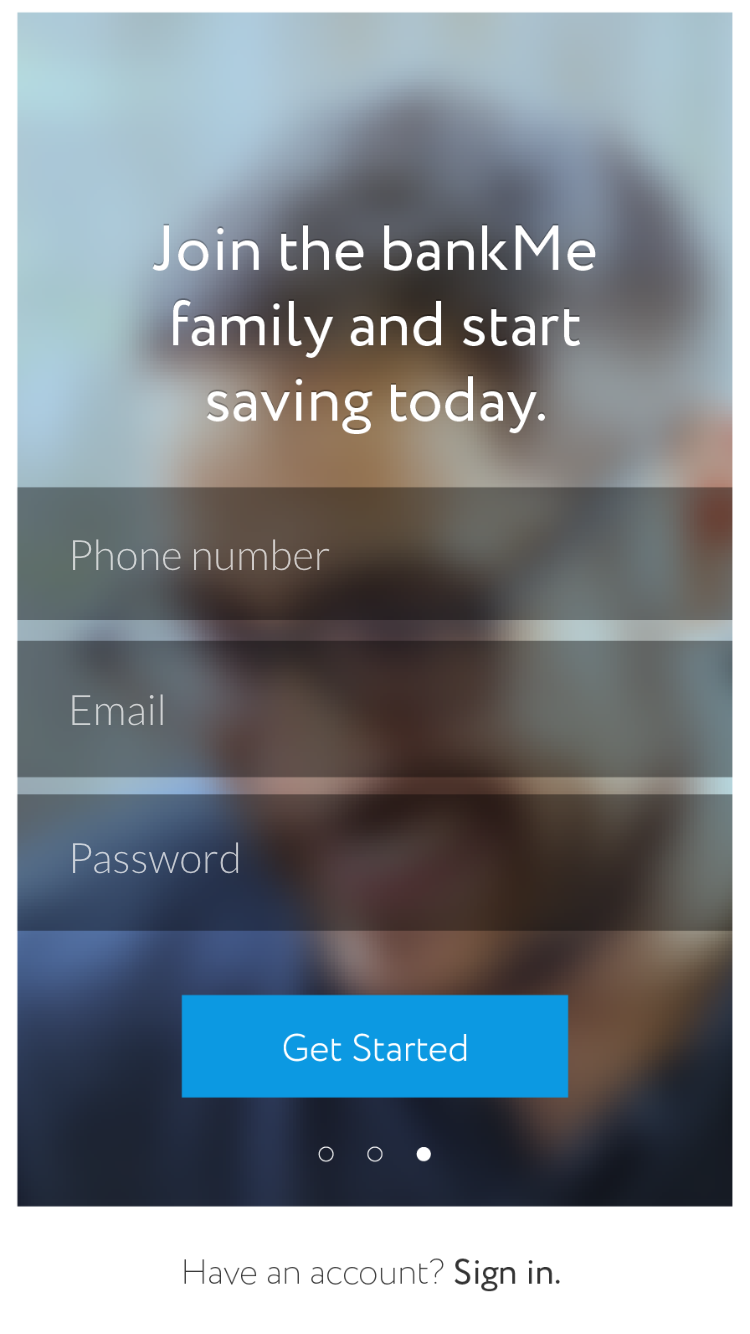 Join the bankMe
family and start
saving today.
Phone number
Email
Password
Get Started
Have an account? Sign in.